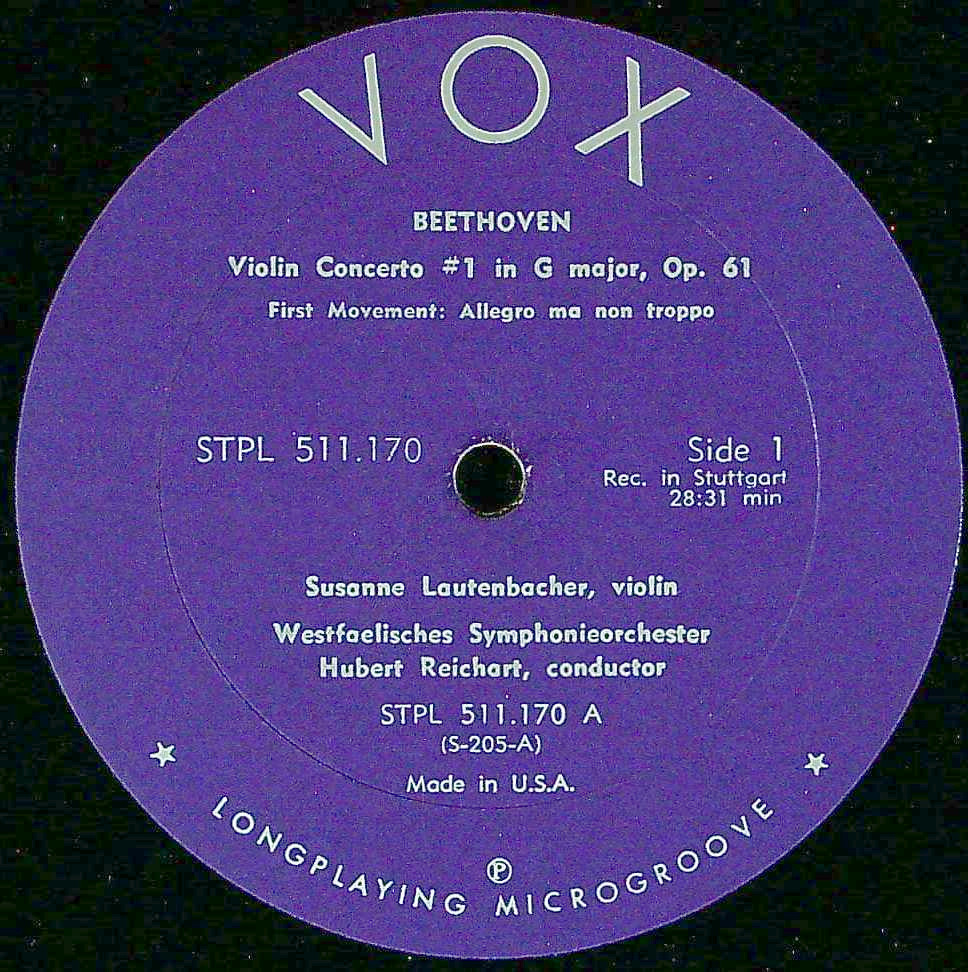 VOX
BEETHOVEN
Violin Concerto #1 in G major, Op. 61
First Movement: Allegro ma non troppo
STPL 511.170
Side 1
Rec. in Stuttgart
28:31 min
Susanne Lautenbacher, violin
Westfaelisches Symphonieorchester
Hubert Reichart, conductor
STPL 511.170 A
(S-205-A)
Made in U.S.A.
℗
LONGPLAYING MICROGROOVE